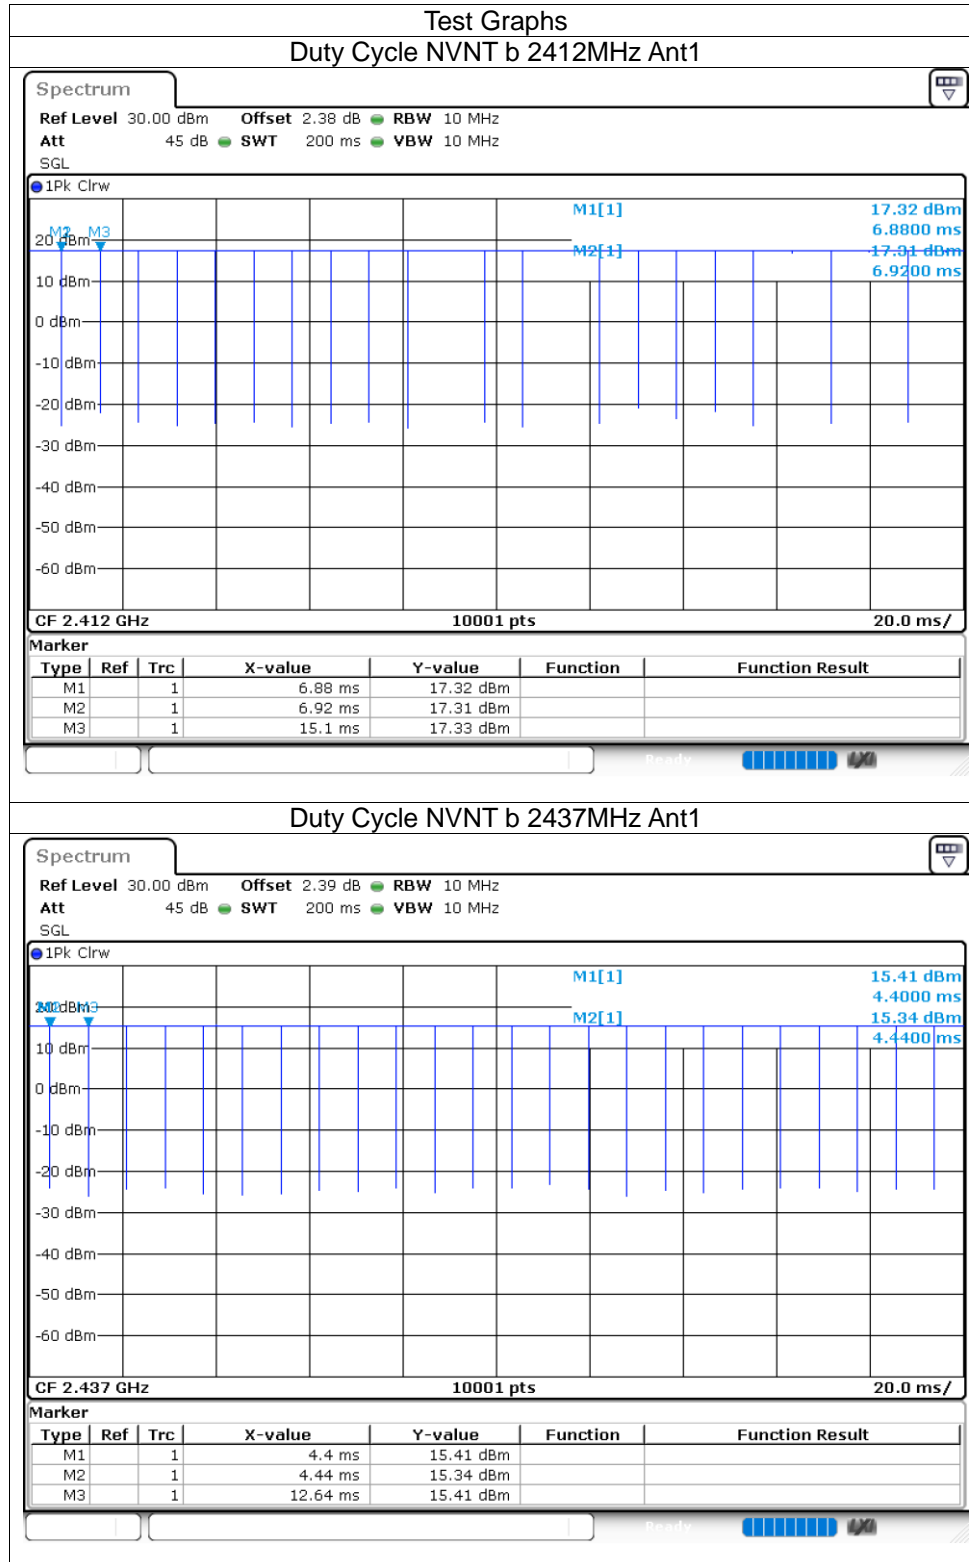 Test Graphs
Duty Cycle NVNT b 2412MHz Ant1
Spectrum
Ref Level 30.00 dBm Offset 2.38 dB RBW 10 MHz
Att 45 dB SWT 200 ms VBW 10 MHz
SGL
1Pk Clrw
M1[1] 17.32 dBm
6.8800 ms
M2 M3
20 dBm
M2[1] 17.31 dBm
6.9200 ms
10 dBm
0 dBm
-10 dBm
-20 dBm
-30 dBm
-40 dBm
-50 dBm
-60 dBm
CF 2.412 GHz 10001 pts 20.0 ms/
Marker
Type Ref Trc X-value Y-value Function Function Result
M1 1 6.88 ms 17.32 dBm
M2 1 6.92 ms 17.31 dBm
M3 1 15.1 ms 17.33 dBm
Ready LXI
Duty Cycle NVNT b 2437MHz Ant1
Spectrum
Ref Level 30.00 dBm Offset 2.39 dB RBW 10 MHz
Att 45 dB SWT 200 ms VBW 10 MHz
SGL
1Pk Clrw
M1[1] 15.41 dBm
4.4000 ms
M3
M2[1] 15.34 dBm
4.4400 ms
10 dBm
0 dBm
-10 dBm
-20 dBm
-30 dBm
-40 dBm
-50 dBm
-60 dBm
CF 2.437 GHz 10001 pts 20.0 ms/
Marker
Type Ref Trc X-value Y-value Function Function Result
M1 1 4.4 ms 15.41 dBm
M2 1 4.44 ms 15.34 dBm
M3 1 12.64 ms 15.41 dBm
Ready LXI